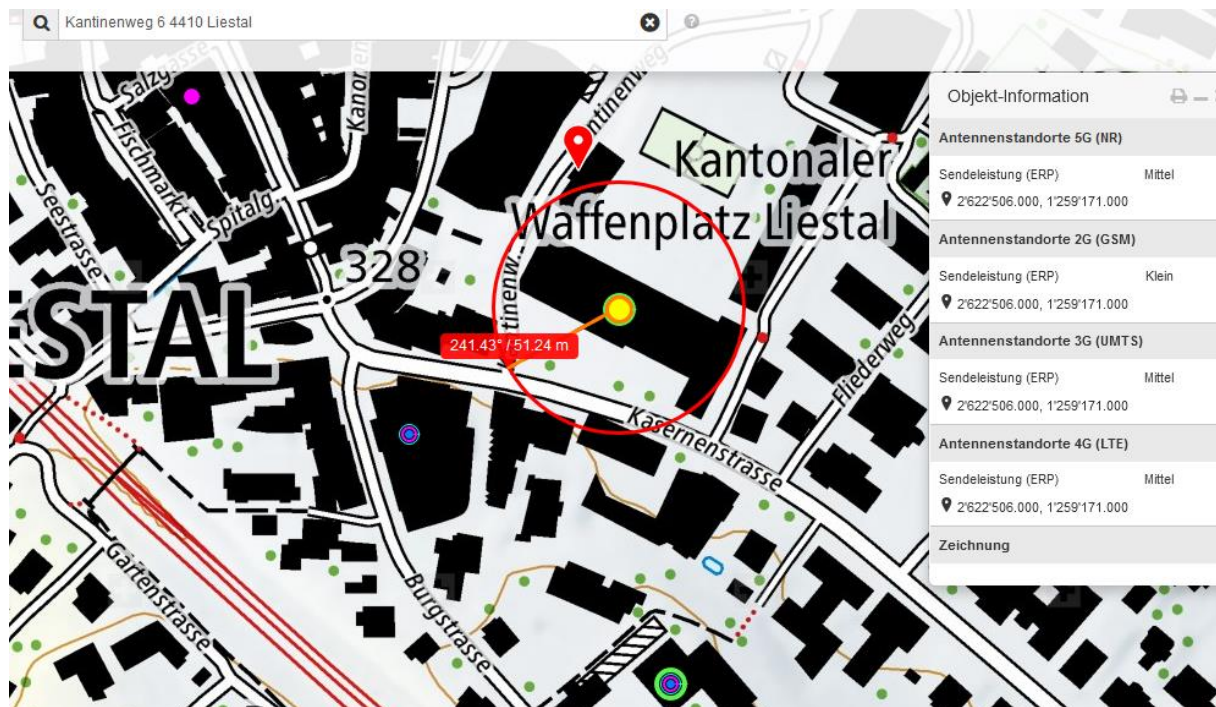 Kantinenweg 6 4410 Liestal
Salzgasse
Kanon
ntinenweg
Fischmarkt
Seestrasse
Spitalg
Kantonaler
Waffenplatz Liestal
328
ESTAL
ntinenw...
241.43° / 51.24 m
Kasernenstrasse
Fliederweg
Gartenstrasse
Burgstrasse
Objekt-Information
Antennenstandorte 5G (NR)
Sendeleistung (ERP) Mittel
2'622'506.000, 1'259'171.000
Antennenstandorte 2G (GSM)
Sendeleistung (ERP) Klein
2'622'506.000, 1'259'171.000
Antennenstandorte 3G (UMTS)
Sendeleistung (ERP) Mittel
2'622'506.000, 1'259'171.000
Antennenstandorte 4G (LTE)
Sendeleistung (ERP) Mittel
2'622'506.000, 1'259'171.000
Zeichnung